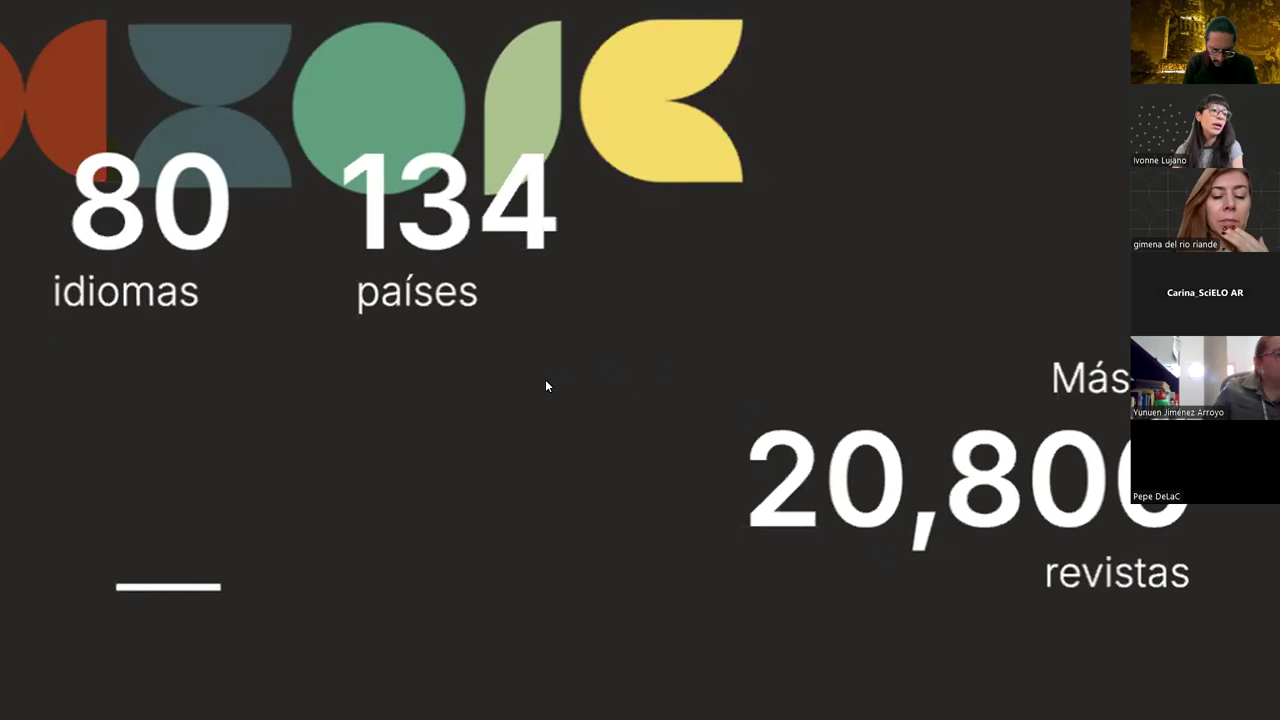 80
134
idiomas
países
Más
20,800
revistas
Ivonne Lujano
gimena del rio riande
Carina_SciELO AR
Yunuen Jiménez Arroyo
Pepe DeLaC